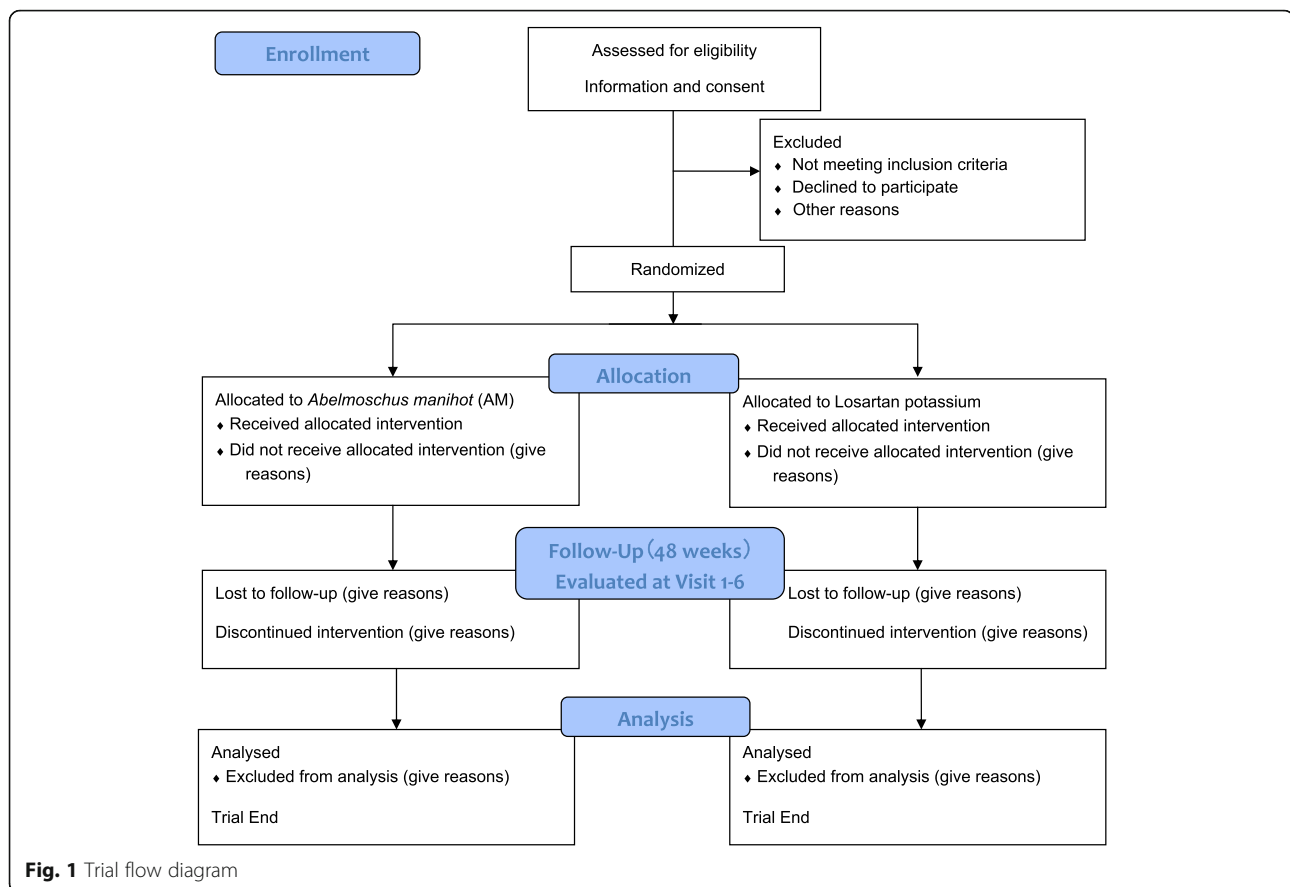 Enrollment
Assessed for eligibility
Information and consent
Excluded
♦ Not meeting inclusion criteria
♦ Declined to participate
♦ Other reasons
Randomized
Allocation
Allocated to Abelmoschus manihot (AM)
♦ Received allocated intervention
♦ Did not receive allocated intervention (give
reasons)
Allocated to Losartan potassium
♦ Received allocated intervention
♦ Did not receive allocated intervention (give
reasons)
Follow-Up（48 weeks）
Evaluated at Visit 1-6
Lost to follow-up (give reasons)
Discontinued intervention (give reasons)
Lost to follow-up (give reasons)
Discontinued intervention (give reasons)
Analysis
Analysed
♦ Excluded from analysis (give reasons)
Trial End
Analysed
♦ Excluded from analysis (give reasons)
Trial End
Fig. 1 Trial flow diagram